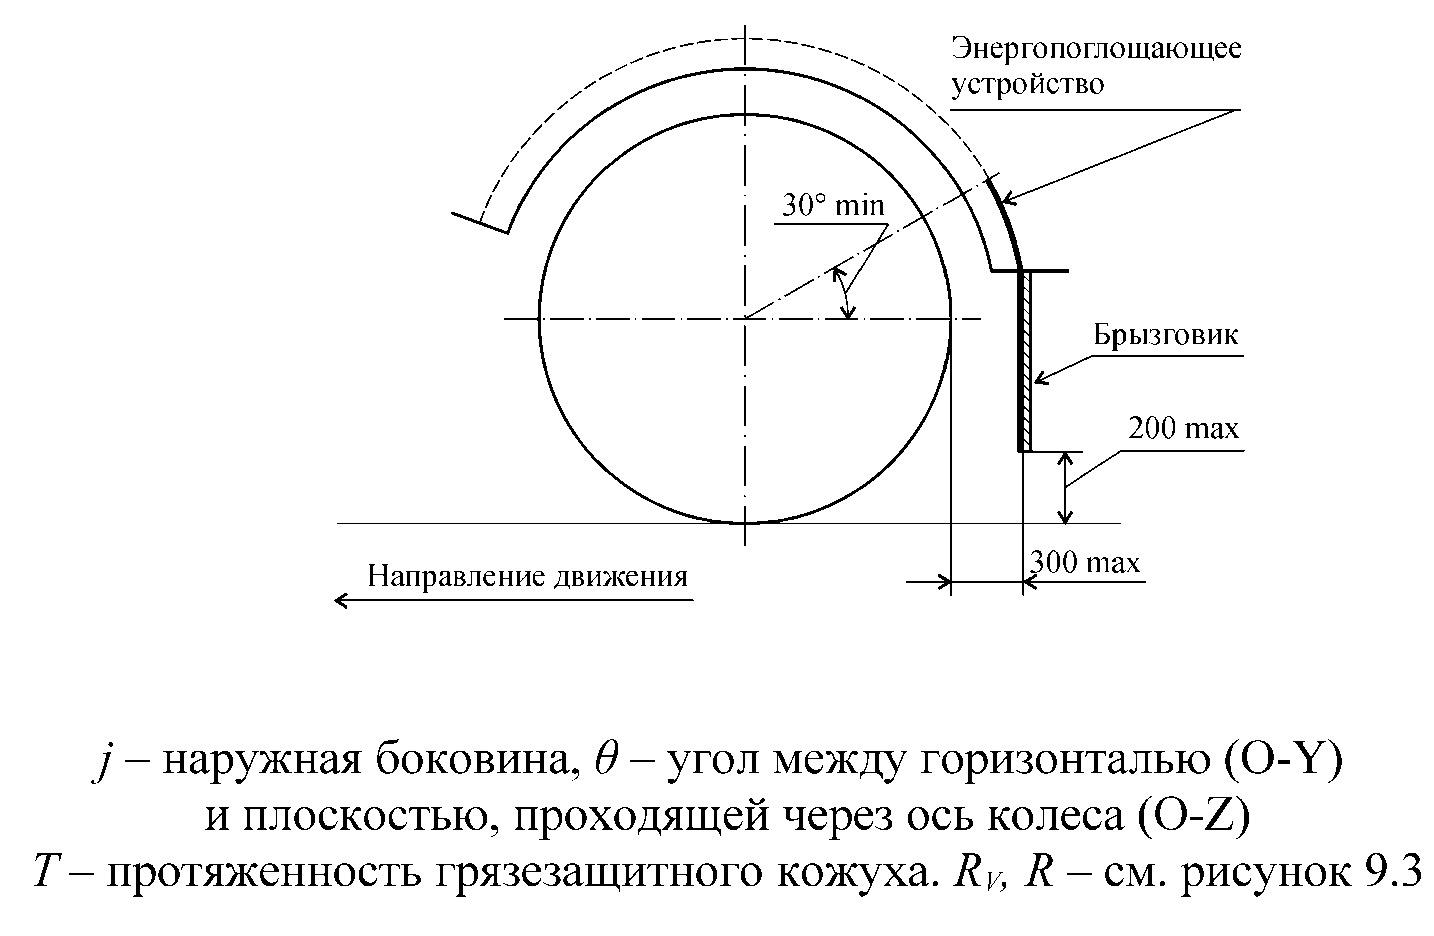 Энергопоглощающее
устройство
30° min
Брызговик
200 max
300 max
Направление движения
j – наружная боковина, θ – угол между горизонталью (O-Y)
и плоскостью, проходящей через ось колеса (O-Z)
T – протяженность грязезащитного кожуха. RV, R – см. рисунок 9.3